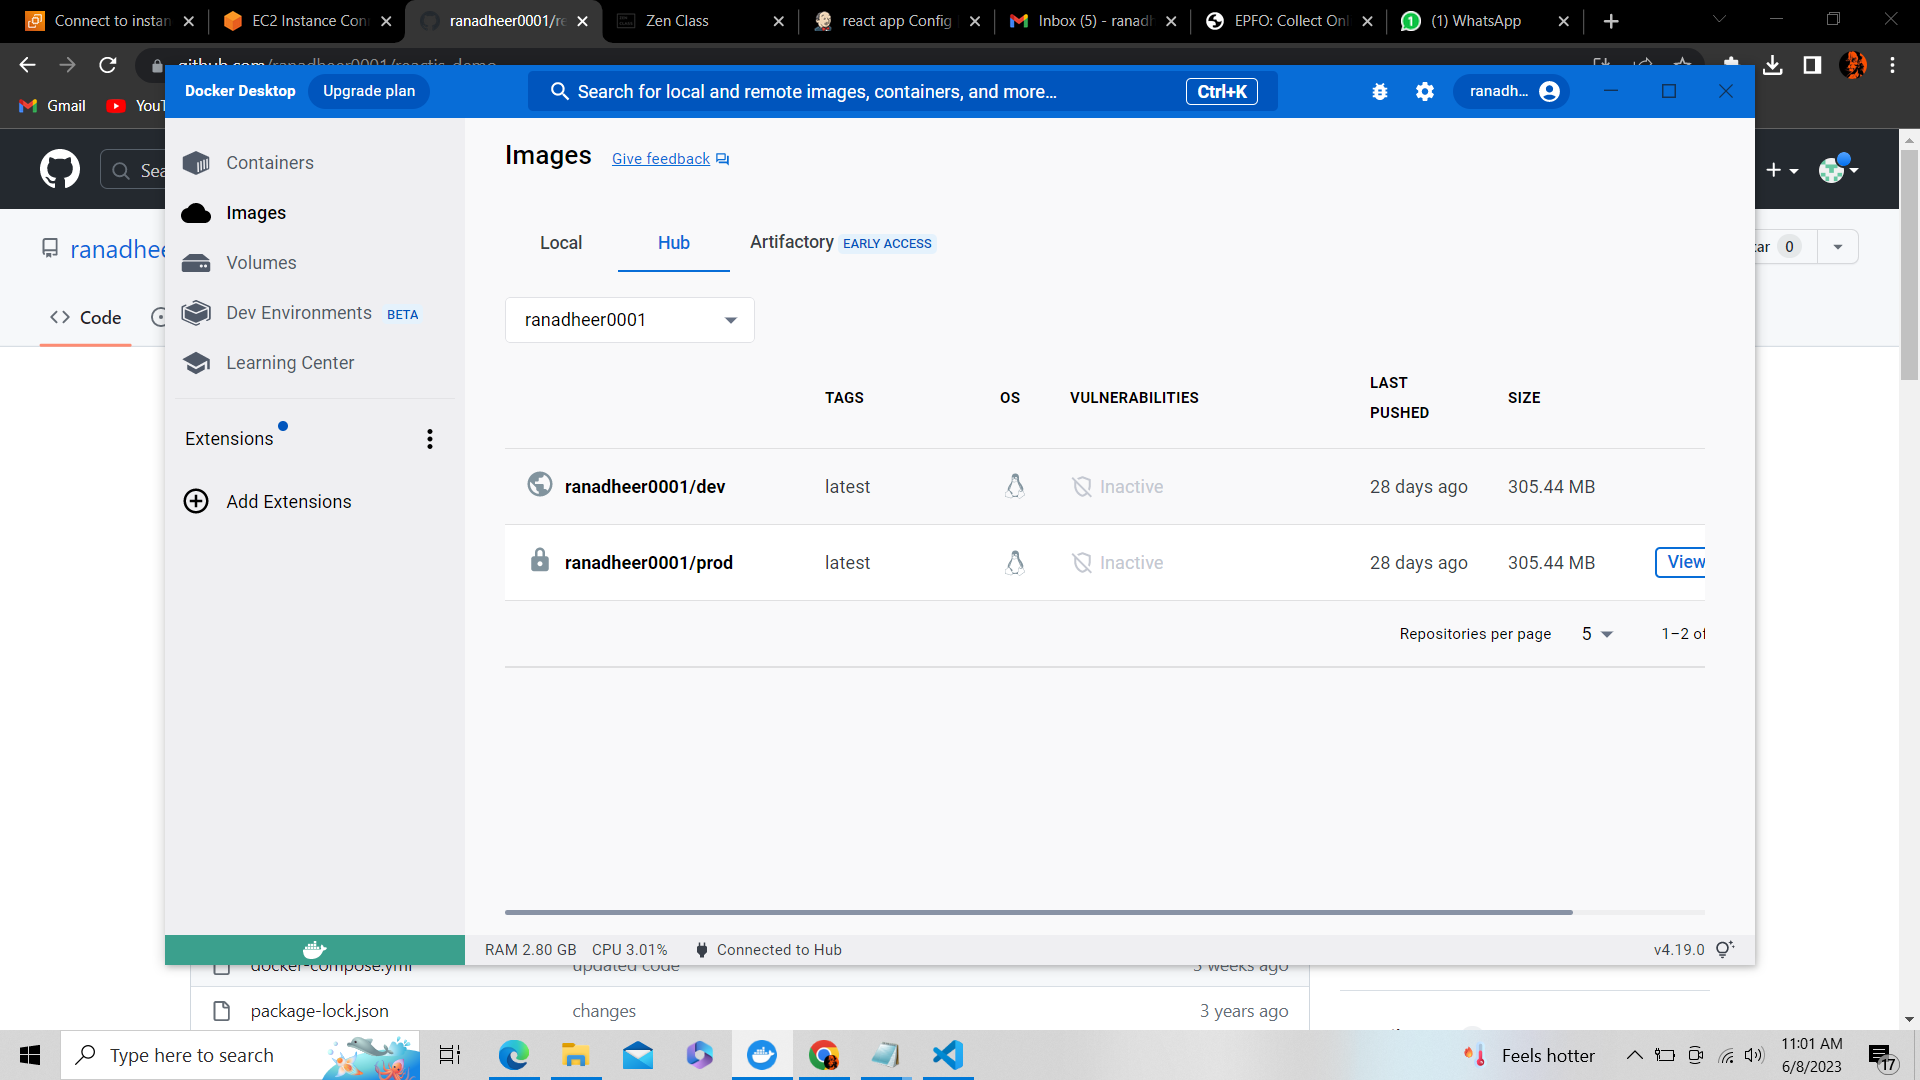 Connect to instan
EC2 Instance Con
ranadheer0001/re
Zen Class
react app Config
Inbox (5) - ranadh
EPFO: Collect Onl
(1) WhatsApp
github.com/ranadheer0001/reactjs-demo
Gmail
YouT
Docker Desktop
Upgrade plan
Search for local and remote images, containers, and more...
Ctrl+K
ranadh...
Sea
ranadhee
tar 0
Code
Containers
Images
Volumes
Dev Environments BETA
Learning Center
Extensions
Add Extensions
Images
Give feedback
Local
Hub
Artifactory EARLY ACCESS
ranadheer0001
TAGS
OS
VULNERABILITIES
LAST
PUSHED
SIZE
ranadheer0001/dev
latest
Inactive
28 days ago
305.44 MB
ranadheer0001/prod
latest
Inactive
28 days ago
305.44 MB
View
Repositories per page
5
1–2 of
RAM 2.80 GB
CPU 3.01%
Connected to Hub
v4.19.0
docker-compose.yml
updated code
3 weeks ago
package-lock.json
changes
3 years ago
Type here to search
Feels hotter
11:01 AM
6/8/2023
17